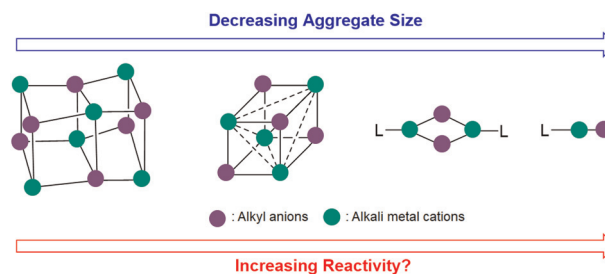 Decreasing Aggregate Size
L L L
: Alkyl anions : Alkali metal cations
Increasing Reactivity?